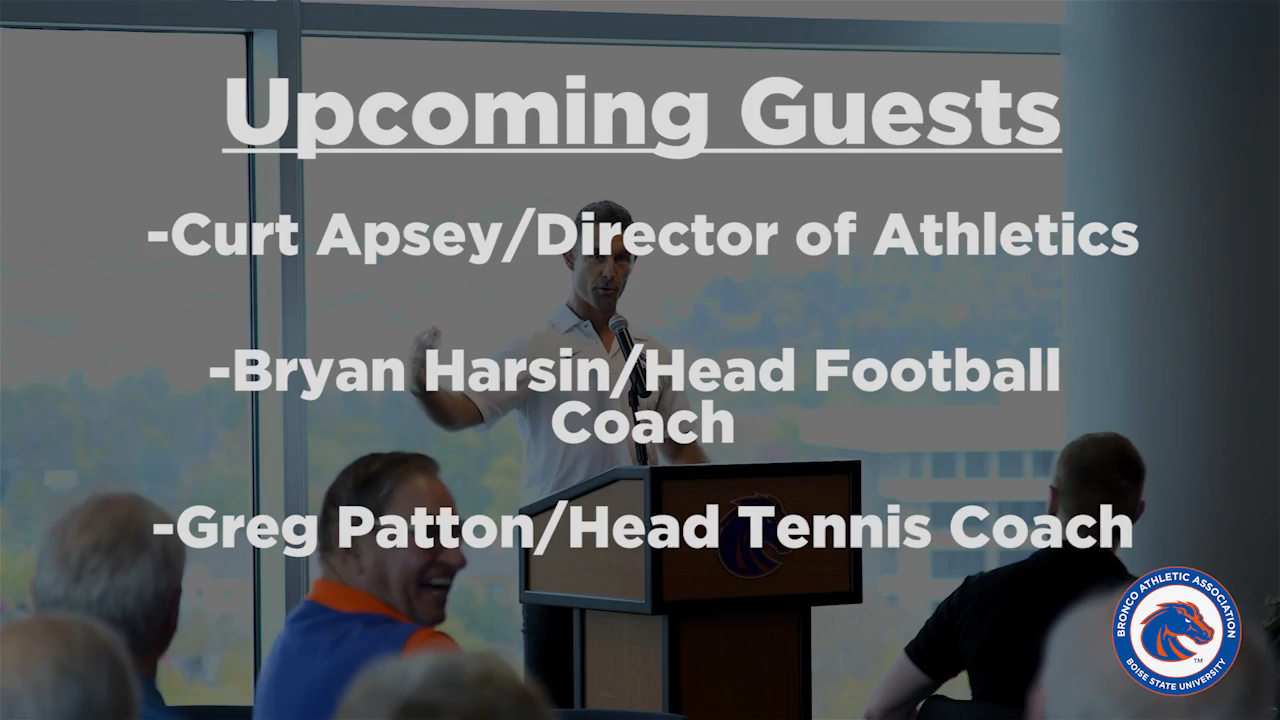 Upcoming Guests
-Curt Apsey/Director of Athletics
-Bryan Harsin/Head Football
Coach
-Greg Patton/Head Tennis Coach
BRONCO ATHLETIC ASSOCIATION
BOISE STATE UNIVERSITY
TM